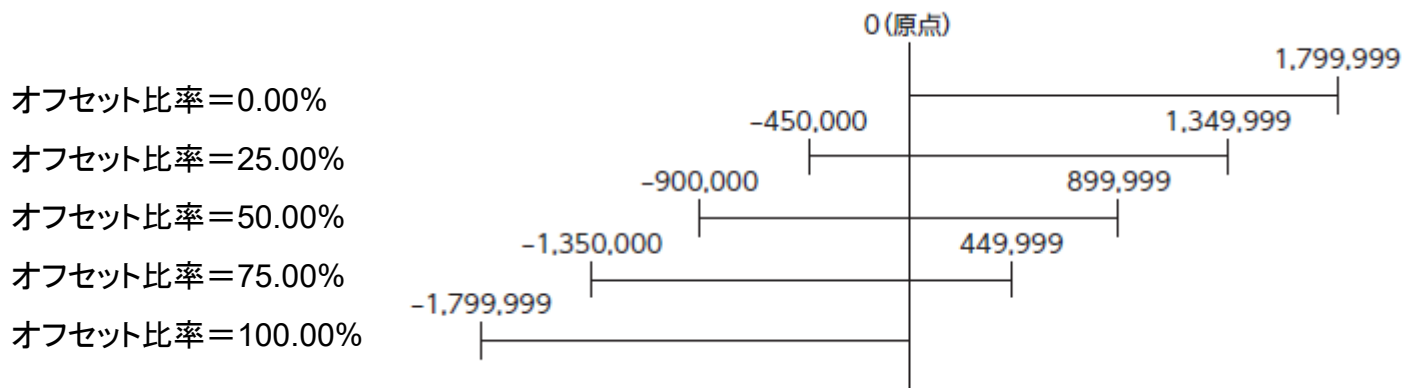 0(原点)
1,799,999
オフセット比率＝0.00%
−450,000 1,349,999
オフセット比率＝25.00%
−900,000 899,999
オフセット比率＝50.00%
−1,350,000 449,999
オフセット比率＝75.00%
−1,799,999
オフセット比率＝100.00%